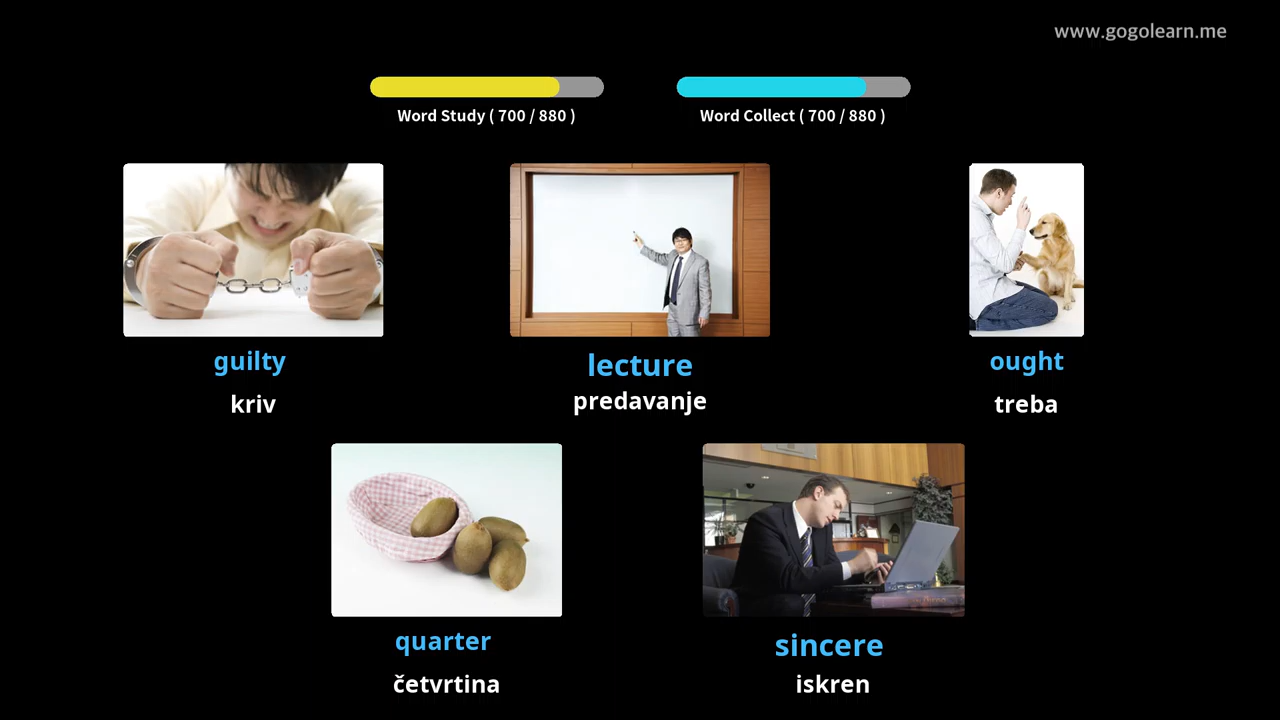 www.gogolearn.me
Word Study ( 700 / 880 )
Word Collect ( 700 / 880 )
guilty
kriv
lecture
predavanje
ought
treba
quarter
četvrtina
sincere
iskren